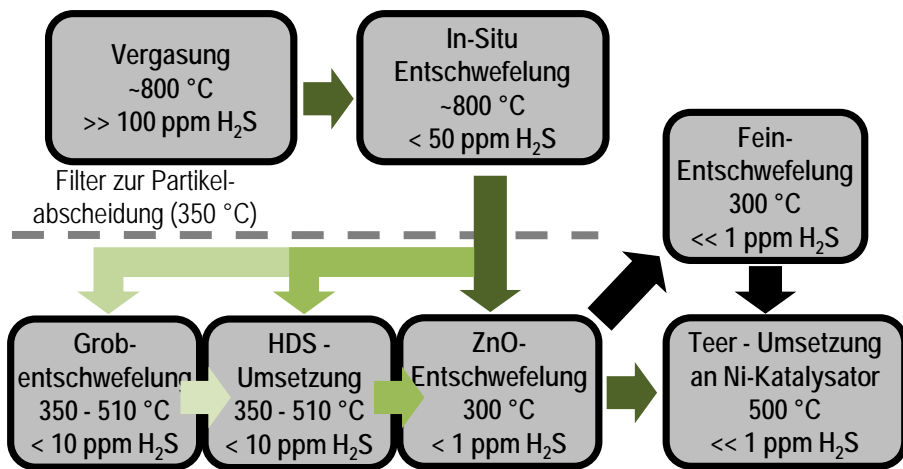 Vergasung
~800 °C
>> 100 ppm H₂S
In-Situ
Entschwefelung
~800 °C
< 50 ppm H₂S
Fein-
Entschwefelung
300 °C
<< 1 ppm H₂S
Filter zur Partikel-
abscheidung (350 °C)
Grob-
entschwefelung
350 - 510 °C
< 10 ppm H₂S
HDS -
Umsetzung
350 - 510 °C
< 10 ppm H₂S
ZnO-
Entschwefelung
300 °C
< 1 ppm H₂S
Teer - Umsetzung
an Ni-Katalysator
500 °C
<< 1 ppm H₂S